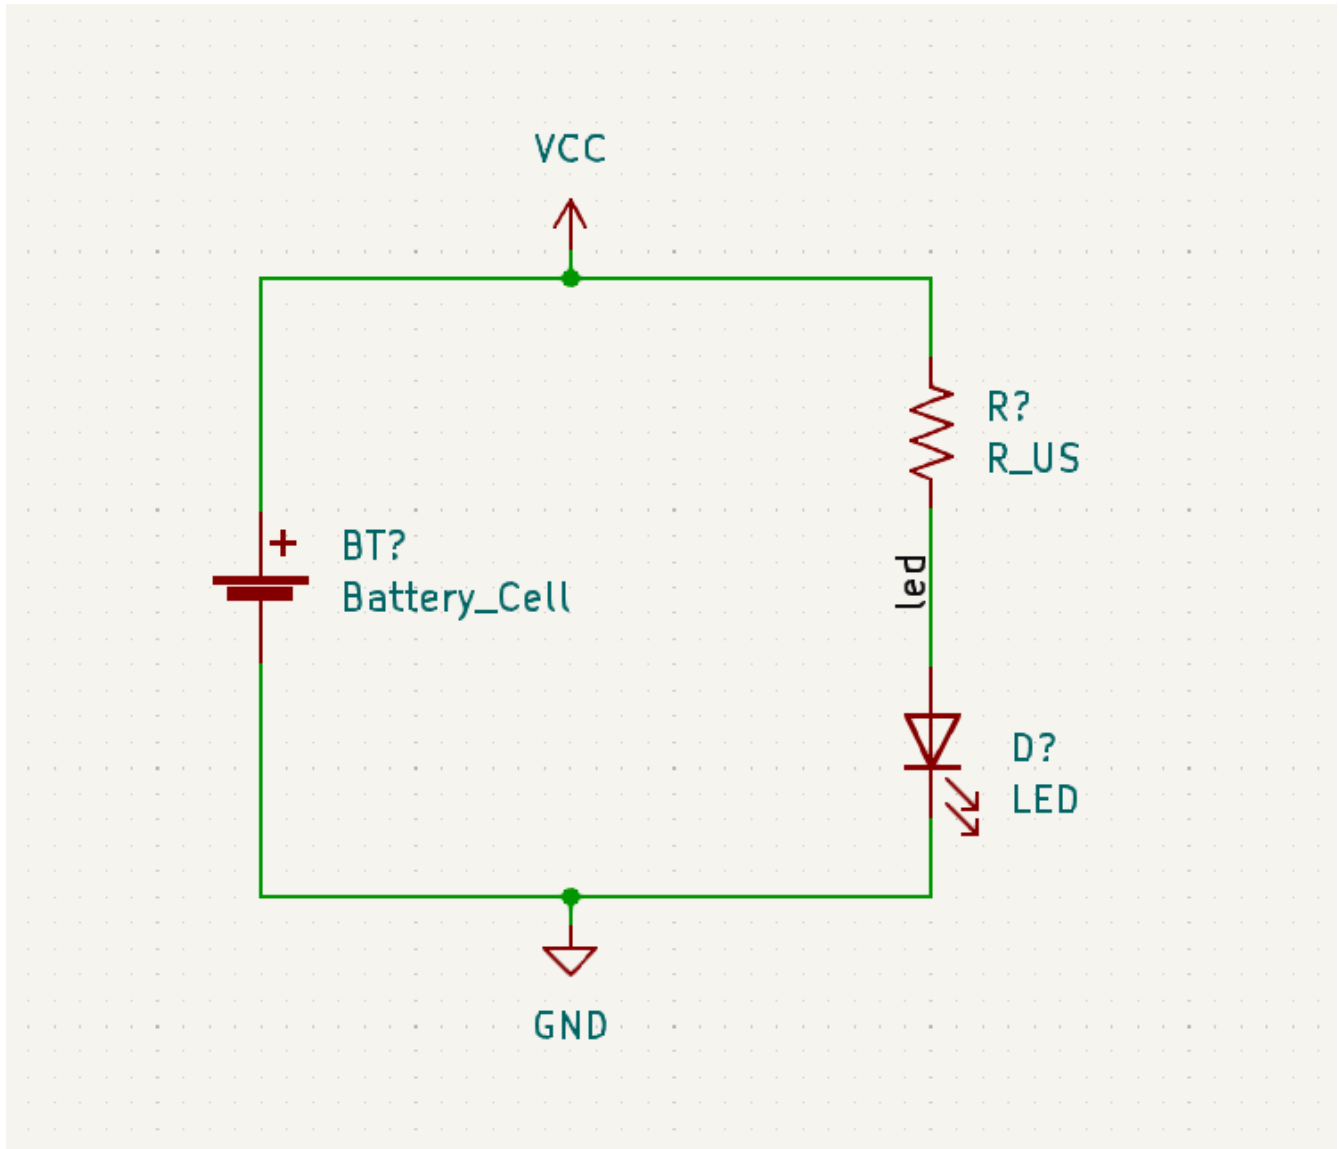 VCC
R?
R_US
+
BT?
Battery_Cell
led
D?
LED
GND